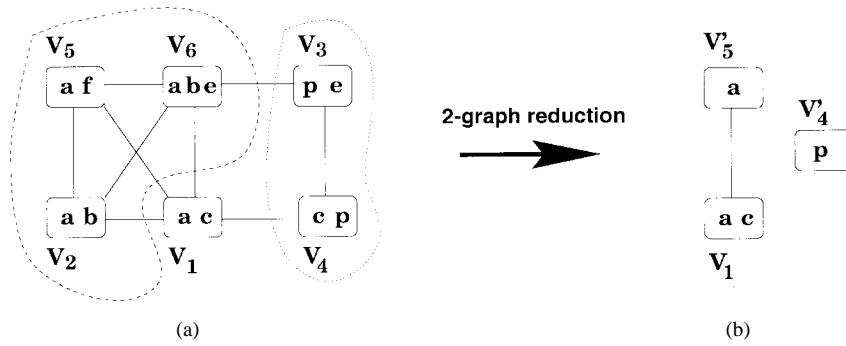 V5 V6 V3
a f a b e p e
a b a c c p
V2 V1 V4
(a)
2-graph reduction
V'5
a
V'4
p
a c
V1
(b)